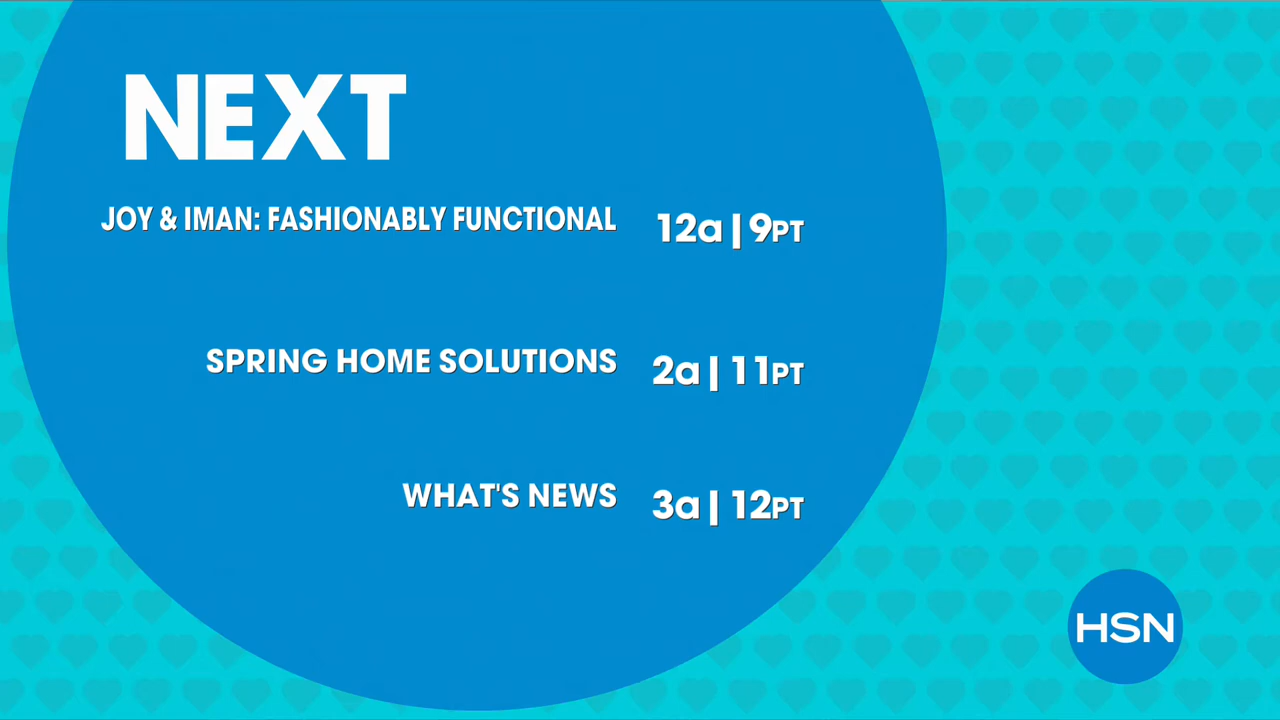 NEXT
JOY & IMAN: FASHIONABLY FUNCTIONAL 12a | 9PT
SPRING HOME SOLUTIONS 2a | 11PT
WHAT'S NEWS 3a | 12PT
HSN